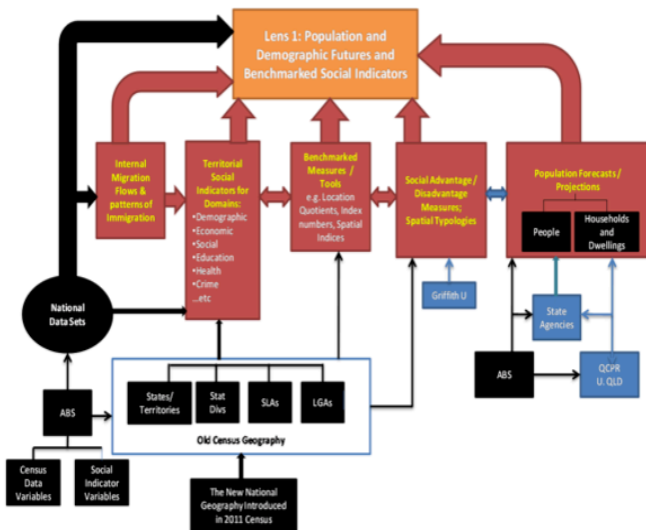 Lens 1: Population and
Demographic Futures and
Benchmarked Social Indicators
Internal
Migration
Flows &
patterns of
Immigration
Territorial
Social
Indicators for
Domains:
•Demographic
•Economic
•Social
•Education
•Health
•Crime
...etc
Benchmarked
Measures /
Tools
e.g. Location
Quotients, Index
numbers, Spatial
Indices
Social Advantage /
Disadvantage
Measures;
Spatial Typologies
Population Forecasts /
Projections
People
Households
and
Dwellings
National
Data Sets
Griffith U
State
Agencies
ABS
QCPR
U. QLD
ABS
States/
Territories
Stat
Divs
SLAs
LGAs
Old Census Geography
Census
Data
Variables
Social
Indicator
Variables
The New National
Geography Introduced
in 2011 Census